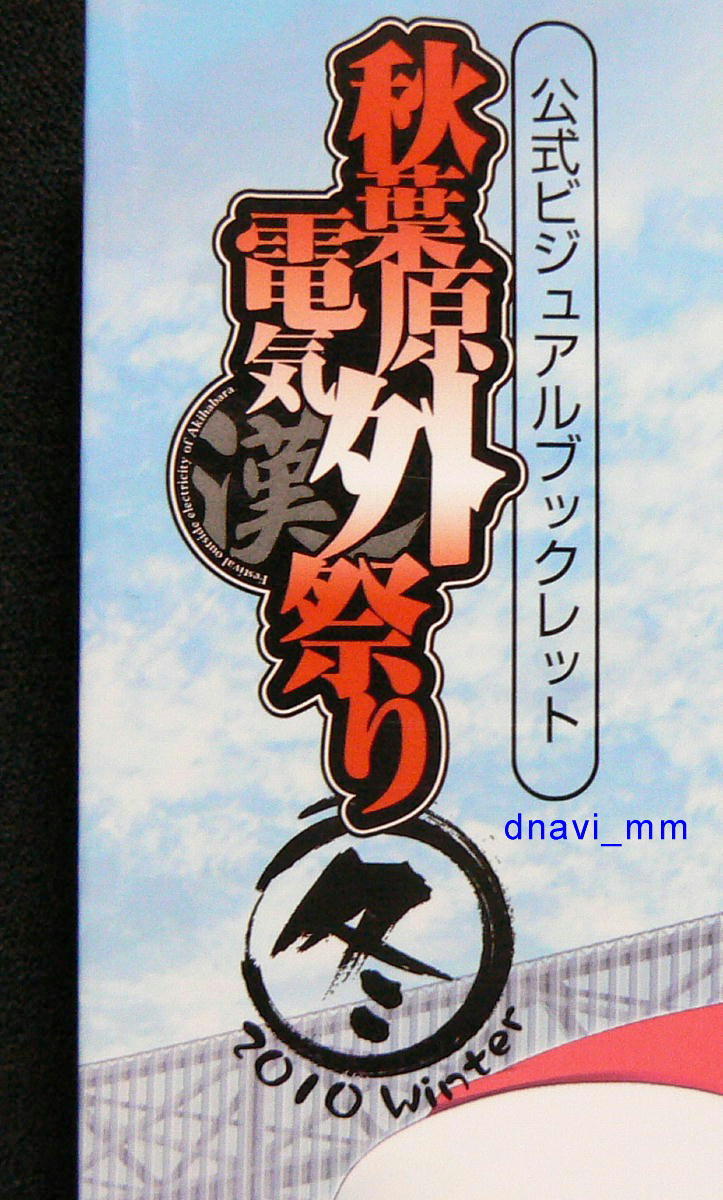 公式ビジュアルブックレット
秋葉原
電気
外
祭り
漢
Festival outside electricity of Akihabara
冬
2010 Winter
dnavi_mm